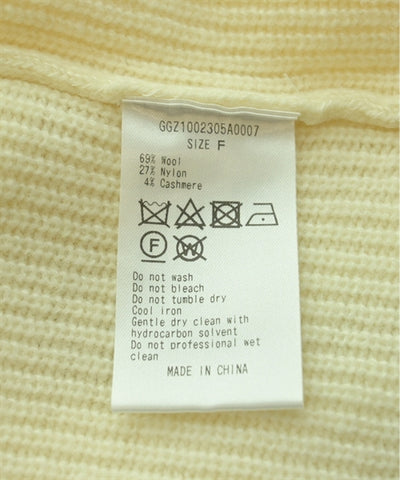 GGZ1002305A0007
SIZE F
69% Wool
27% Nylon
4% Cashmere
F W
Do not wash
Do not bleach
Do not tumble dry
Cool iron
Gentle dry clean with
hydrocarbon solvent
Do not professional wet
clean
MADE IN CHINA